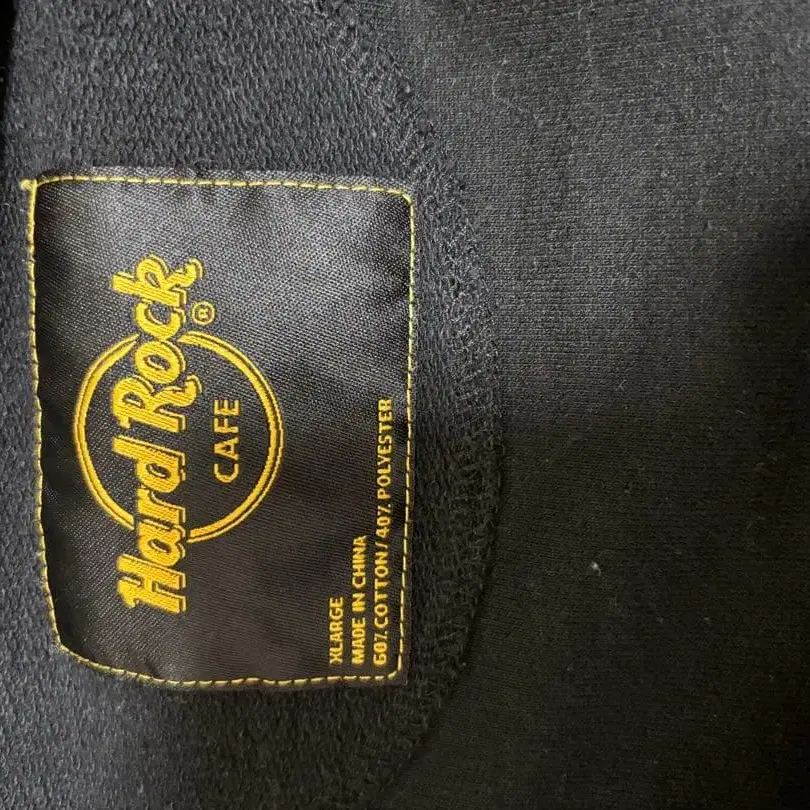 Hard Rock
®
CAFE
XLARGE
MADE IN CHINA
60% COTTON/40% POLYESTER